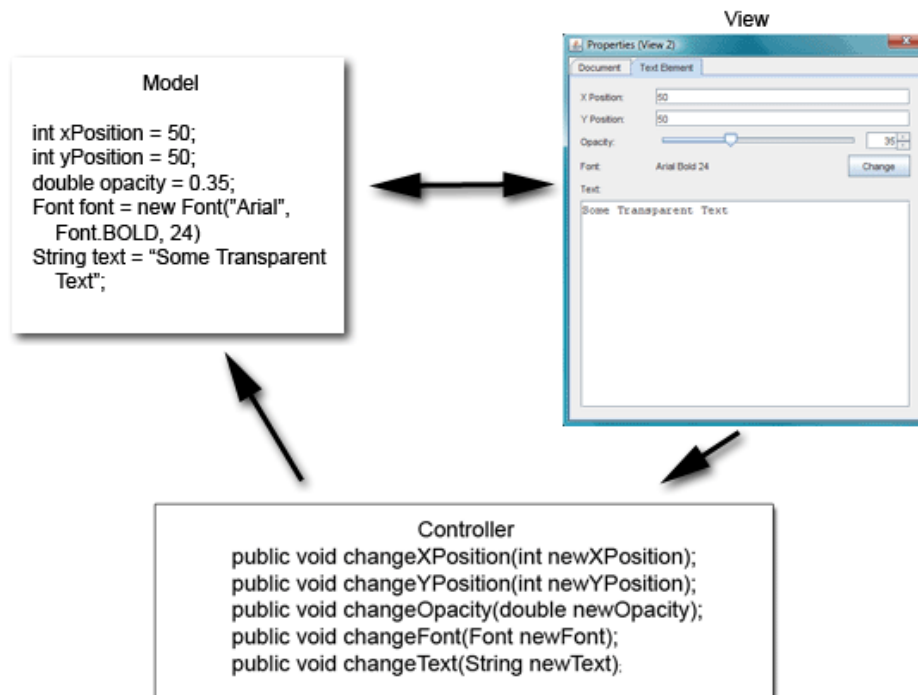 Model
int xPosition = 50;
int yPosition = 50;
double opacity = 0.35;
Font font = new Font("Arial",
Font.BOLD, 24)
String text = “Some Transparent
Text”;
View
Properties (View 2)
Document Text Element
X Position: 50
Y Position: 50
Opacity: 35
Font: Arial Bold 24 Change
Text:
Some Transparent Text
Controller
public void changeXPosition(int newXPosition);
public void changeYPosition(int newYPosition);
public void changeOpacity(double newOpacity);
public void changeFont(Font newFont);
public void changeText(String newText);